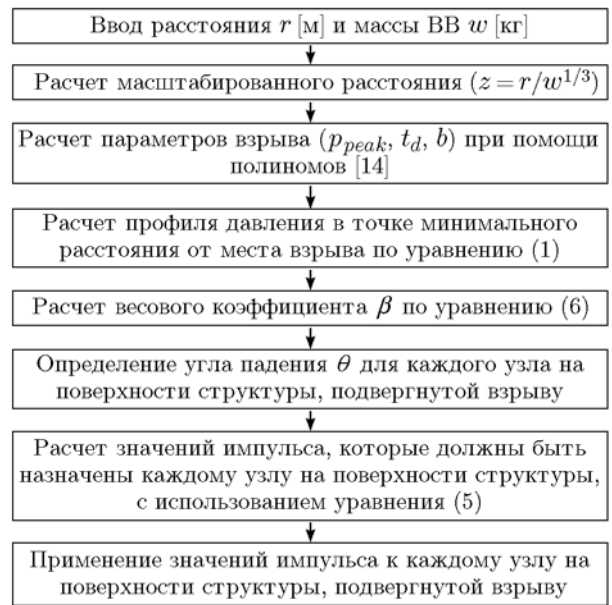 Ввод расстояния r [м] и массы ВВ w [кг]
Расчет масштабированного расстояния (z = r/w^{1/3})
Расчет параметров взрыва (p_{peak}, t_d, b) при помощи
полиномов [14]
Расчет профиля давления в точке минимального
расстояния от места взрыва по уравнению (1)
Расчет весового коэффициента β по уравнению (6)
Определение угла падения θ для каждого узла на
поверхности структуры, подвергнутой взрыву
Расчет значений импульса, которые должны быть
назначены каждому узлу на поверхности структуры,
с использованием уравнения (5)
Применение значений импульса к каждому узлу на
поверхности структуры, подвергнутой взрыву